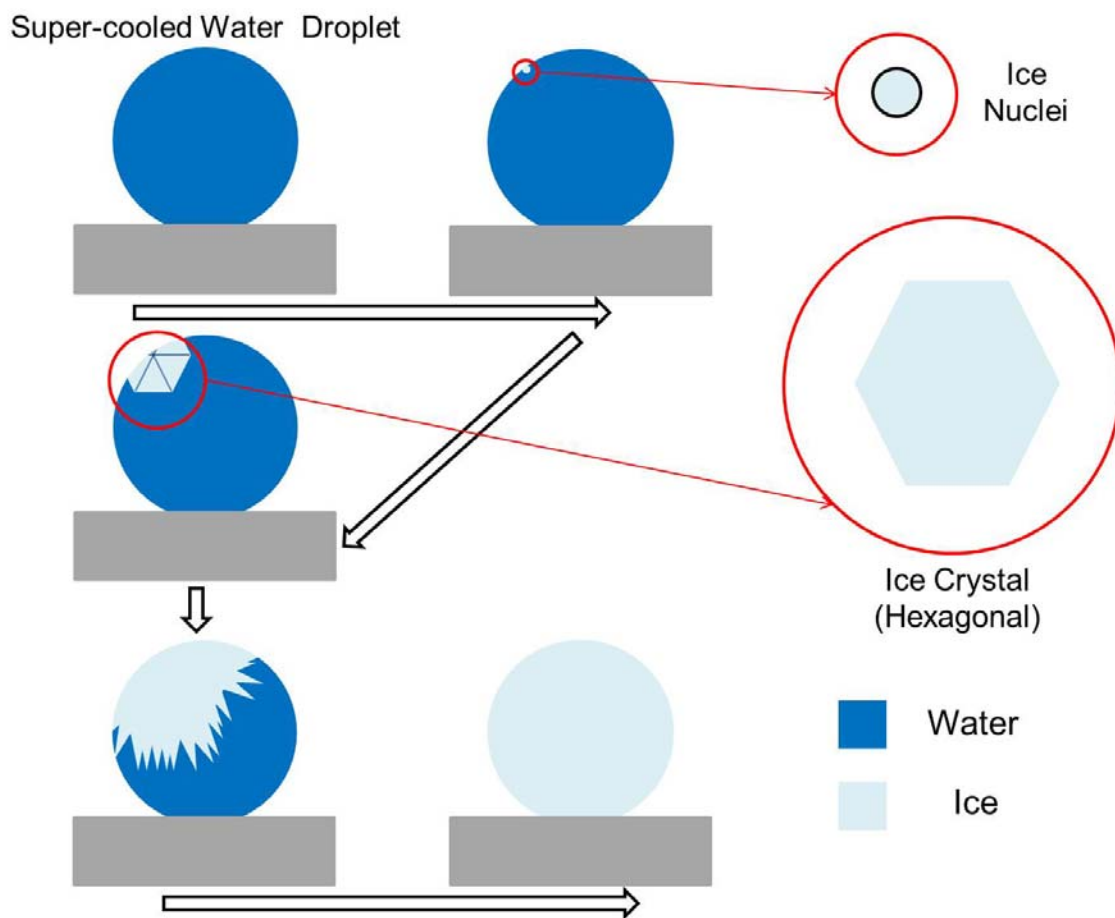 Super-cooled Water Droplet
Ice
Nuclei
Ice Crystal
(Hexagonal)
Water
Ice